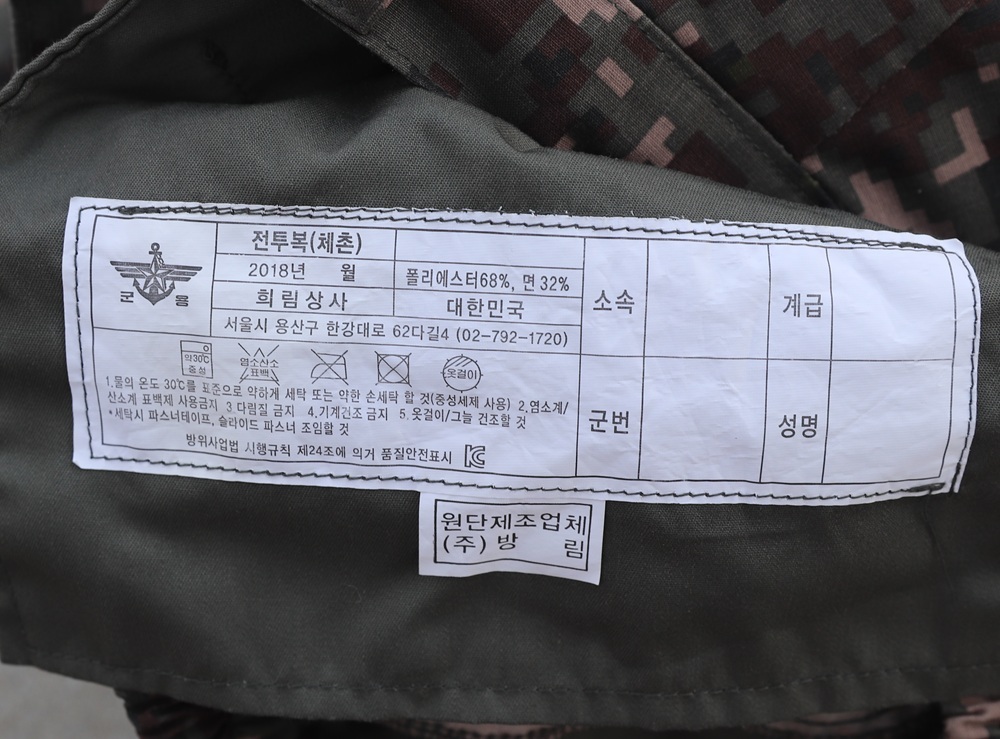 군 용
전투복(체촌)
2018년 월
폴리에스터68%, 면32%
희림상사
대한민국
서울시 용산구 한강대로 62다길4 (02-792-1720)
소속
계급
군번
성명
약30℃
중성
염소산소
표백
옷걸이
1.물의 온도 30℃를 표준으로 약하게 세탁 또는 약한 손세탁 할 것(중성세제 사용) 2.염소계/
산소계 표백제 사용금지 3 다림질 금지 4.기계건조 금지 5.옷걸이/그늘 건조할 것
*세탁시 파스너테이프, 슬라이드 파스너 조임할 것
방위사업법 시행규칙 제24조에 의거 품질안전표시 KC
원단제조업체
(주) 방 림